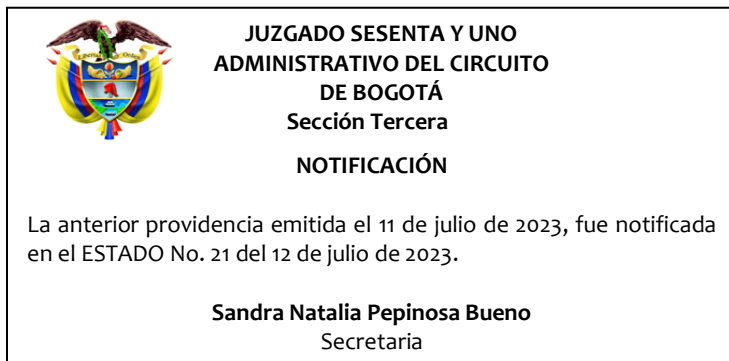 JUZGADO SESENTA Y UNO
ADMINISTRATIVO DEL CIRCUITO
DE BOGOTÁ
Sección Tercera
NOTIFICACIÓN
La anterior providencia emitida el 11 de julio de 2023, fue notificada
en el ESTADO No. 21 del 12 de julio de 2023.
Sandra Natalia Pepinosa Bueno
Secretaria